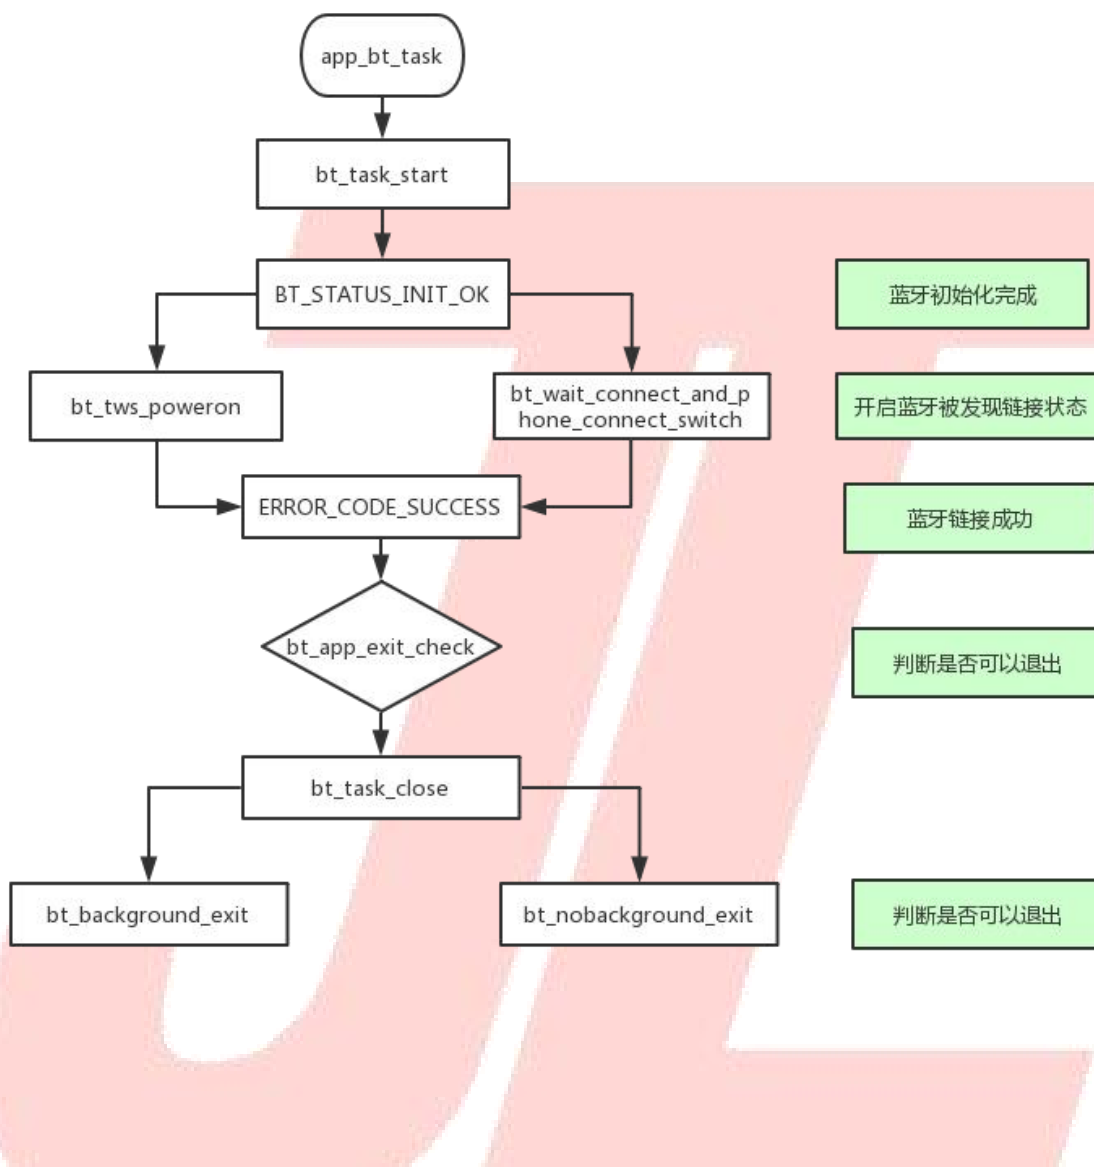 app_bt_task
bt_task_start
BT_STATUS_INIT_OK
蓝牙初始化完成
bt_tws_poweron
bt_wait_connect_and_p
hone_connect_switch
开启蓝牙被发现链接状态
ERROR_CODE_SUCCESS
蓝牙链接成功
bt_app_exit_check
判断是否可以退出
bt_task_close
bt_background_exit
bt_nobackground_exit
判断是否可以退出